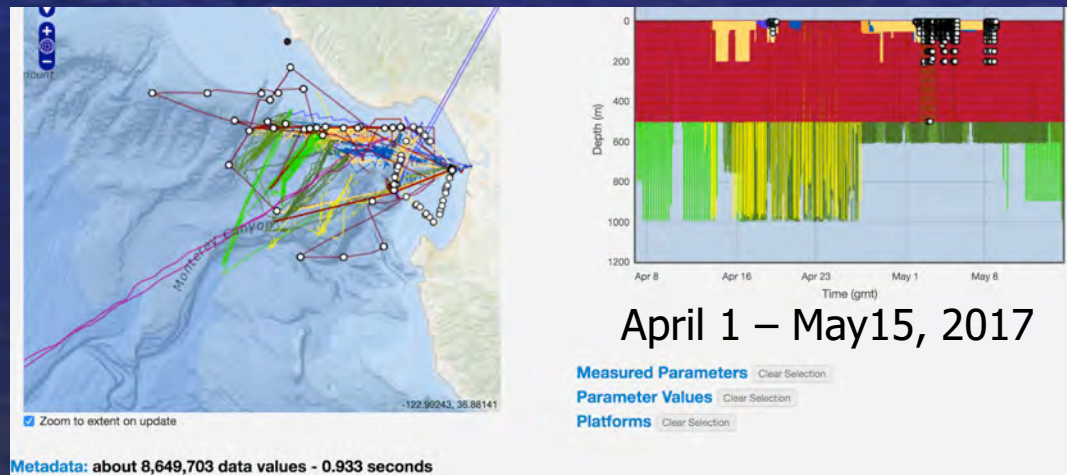 ount
Monterey Canyon
-122.99243, 36.88141
Zoom to extent on update
Metadata: about 8,649,703 data values - 0.933 seconds
0
200
400
600
800
1000
1200
Depth (m)
Apr 8 Apr 16 Apr 23 May 1 May 8
Time (gmt)
April 1 – May15, 2017
Measured Parameters Clear Selection
Parameter Values Clear Selection
Platforms Clear Selection